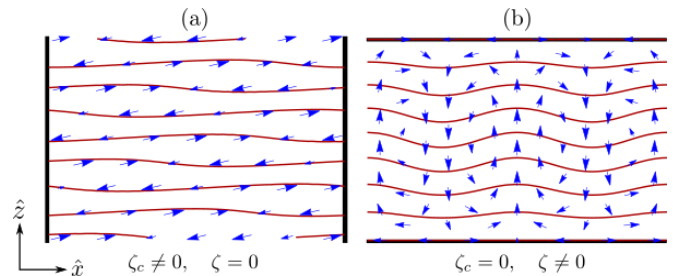 (a) (b)
ẑ
x̂
ζ_c ≠ 0, ζ = 0 ζ_c = 0, ζ ≠ 0